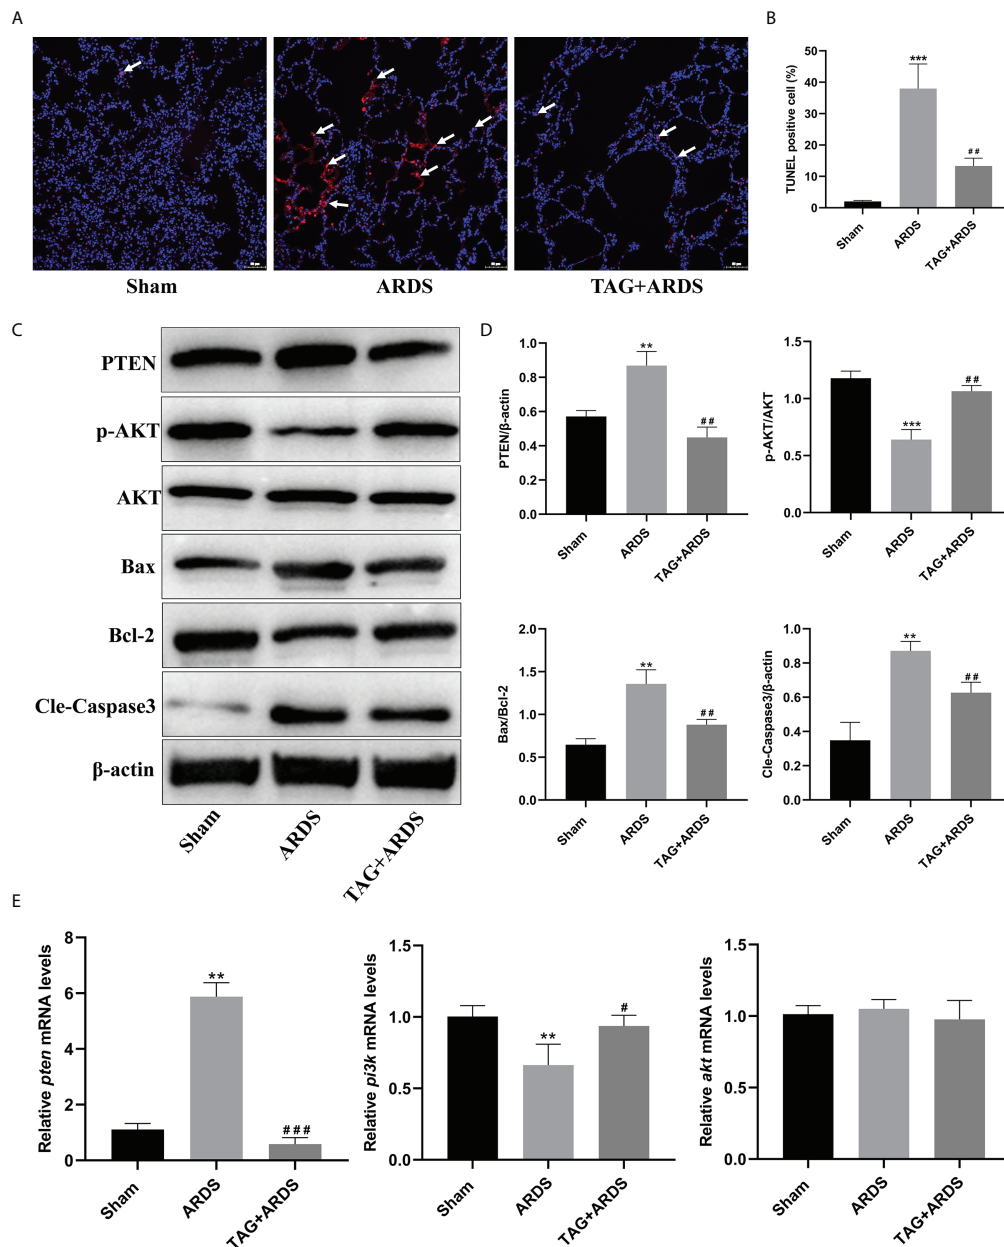 A
B
Sham
ARDS
TAG+ARDS
TUNEL positive cell (%)
50
40
30
20
10
0
***
##
Sham
ARDS
TAG+ARDS
C
PTEN
p-AKT
AKT
Bax
Bcl-2
Cle-Caspase3
β-actin
Sham
ARDS
TAG+ARDS
D
PTEN/β-actin
1.0
0.8
0.6
0.4
0.2
0.0
**
##
Sham
ARDS
TAG+ARDS
p-AKT/AKT
1.5
1.0
0.5
0.0
***
##
Sham
ARDS
TAG+ARDS
Bax/Bcl-2
2.0
1.5
1.0
0.5
0.0
**
##
Sham
ARDS
TAG+ARDS
Cle-Caspase3/β-actin
1.0
0.8
0.6
0.4
0.2
0.0
**
##
Sham
ARDS
TAG+ARDS
E
Relative pten mRNA levels
8
6
4
2
0
**
###
Sham
ARDS
TAG+ARDS
Relative pi3k mRNA levels
1.5
1.0
0.5
0.0
**
#
Sham
ARDS
TAG+ARDS
Relative akt mRNA levels
1.5
1.0
0.5
0.0
Sham
ARDS
TAG+ARDS